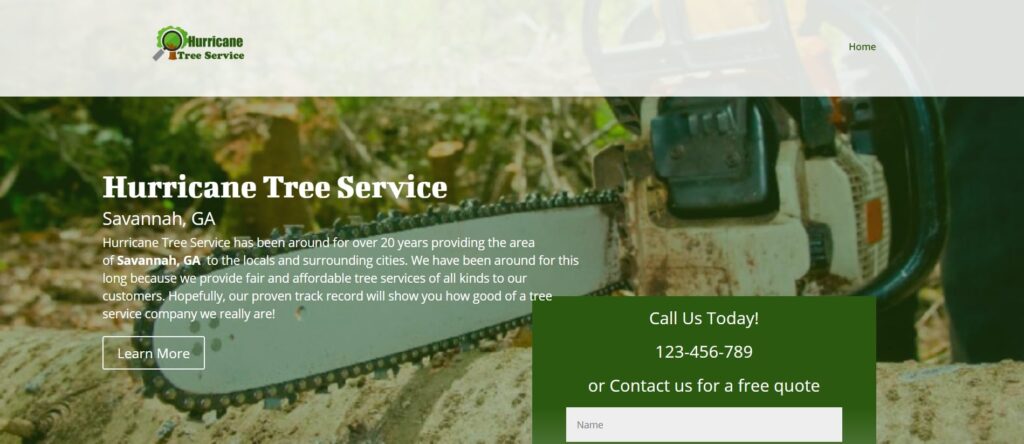 Hurricane
Tree Service
Home
Hurricane Tree Service
Savannah, GA
Hurricane Tree Service has been around for over 20 years providing the area
of Savannah, GA to the locals and surrounding cities. We have been around for this
long because we provide fair and affordable tree services of all kinds to our
customers. Hopefully, our proven track record will show you how good of a tree
service company we really are!
Learn More
Call Us Today!
123-456-789
or Contact us for a free quote
Name